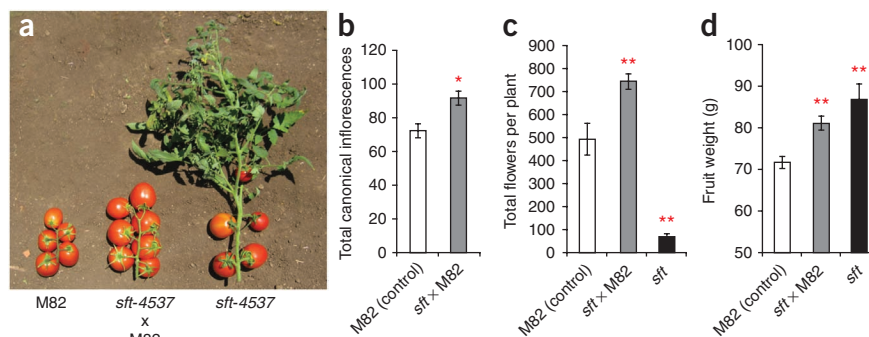 a
M82
sft-4537
sft-4537
x
M82
b
Total canonical inflorescences
120
100
80
60
40
20
0
*
M82 (control)
sft × M82
c
Total flowers per plant
900
800
700
600
500
400
300
200
100
0
**
**
M82 (control)
sft × M82
sft
d
Fruit weight (g)
100
90
80
70
60
50
**
**
M82 (control)
sft × M82
sft